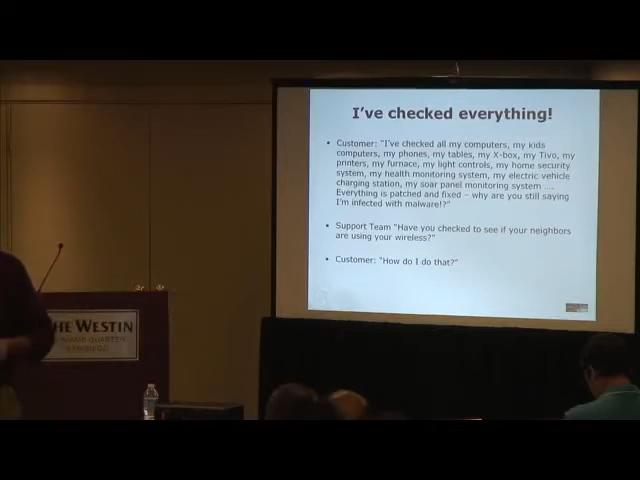 I've checked everything!
• Customer: "I've checked all my computers, my kids
computers, my phones, my tables, my X-box, my Tivo, my
printers, my furnace, my light controls, my home security
system, my health monitoring system, my electric vehicle
charging station, my soar panel monitoring system ....
Everything is patched and fixed – why are you still saying
I'm infected with malware!?"
• Support Team "Have you checked to see if your neighbors
are using your wireless?"
• Customer: "How do I do that?"
HE WESTIN
QUARTER
SAN DIEGO